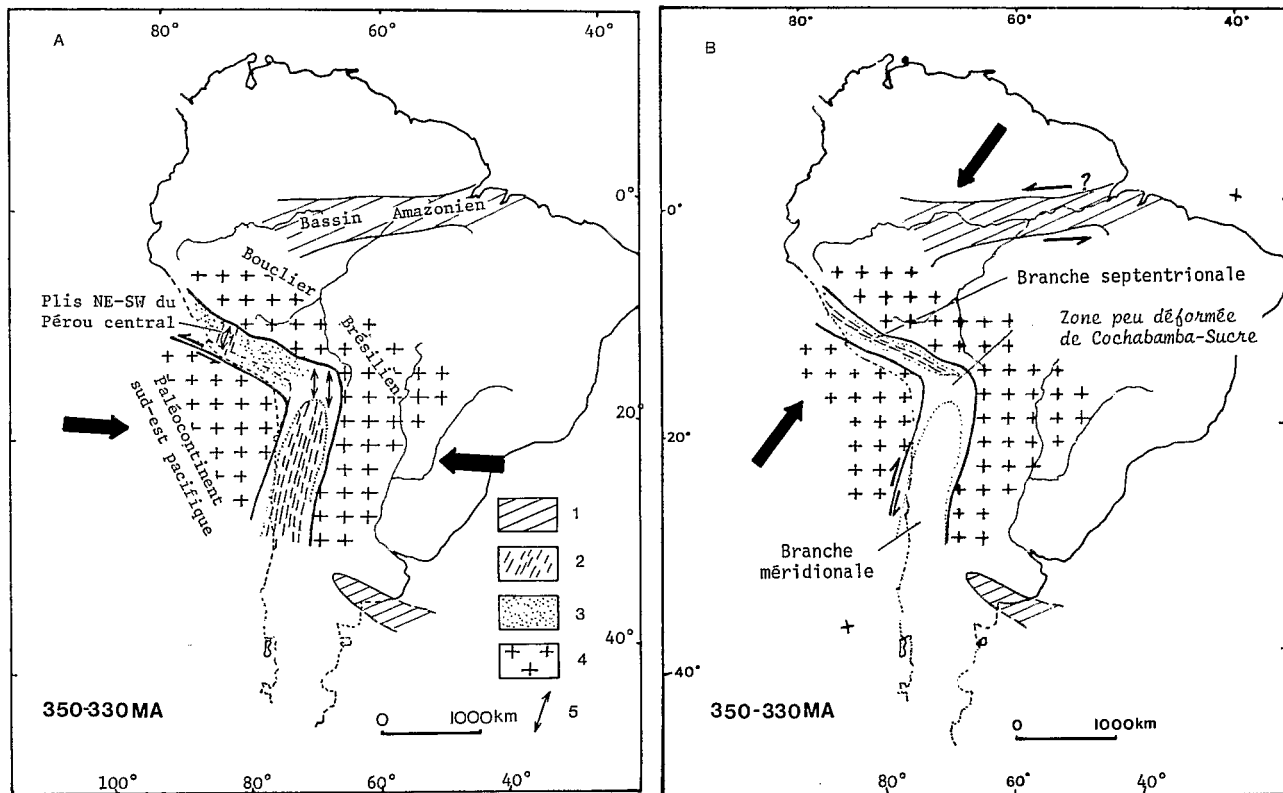 80°
60°
40°
A
0°
Bassin Amazonien
Bouclier
Plis NE-SW du
Pérou central
Brésilien
Paléocontinent
sud-est pacifique
20°
1
2
3
4
5
40°
350-330MA
0 1000km
100° 80° 60° 40°
80°
60°
40°
B
?
0°
Branche septentrionale
Zone peu déformée
de Cochabamba-Sucre
20°
Branche
méridionale
40°
350-330MA
0 1000km
80° 60° 40°